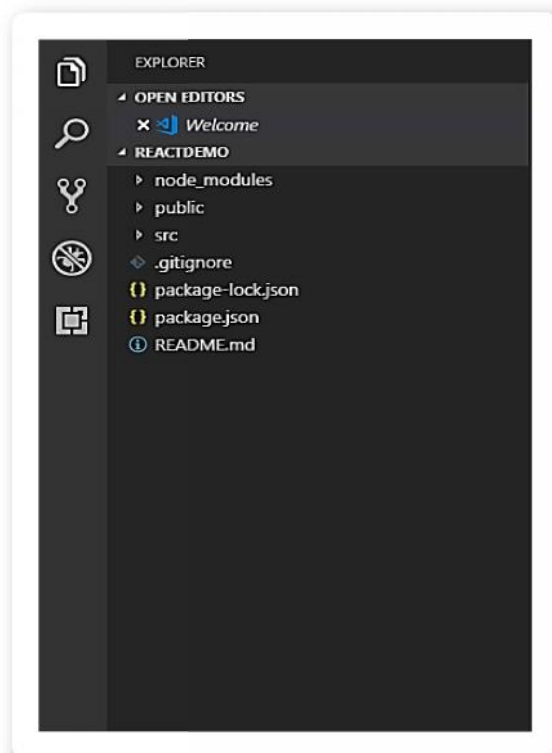 EXPLORER
OPEN EDITORS
Welcome
REACTDEMO
node_modules
public
src
.gitignore
package-lock.json
package.json
README.md